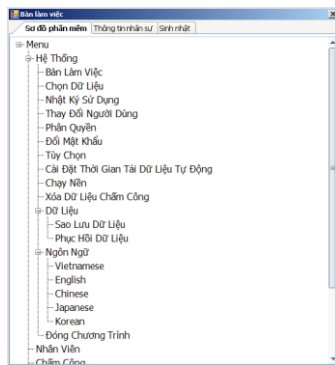 Bàn làm việc
Sơ đồ phần mềm Thông tin nhân sự Sinh nhật
Menu
Hệ Thống
Bàn Làm Việc
Chọn Dữ Liệu
Nhật Ký Sử Dụng
Thay Đổi Người Dùng
Phân Quyền
Đổi Mật Khẩu
Tùy Chọn
Cài Đặt Thời Gian Tải Dữ Liệu Tự Động
Chạy Nền
Xóa Dữ Liệu Chấm Công
Dữ Liệu
Sao Lưu Dữ Liệu
Phục Hồi Dữ Liệu
Ngôn Ngữ
Vietnamese
English
Chinese
Japanese
Korean
Đóng Chương Trình
Nhân Viên
Chấm Công